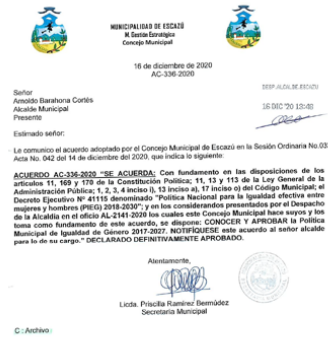 MUNICIPALIDAD DE ESCAZÚ
M. Gestión Estratégica
Concejo Municipal
16 de diciembre de 2020
AC-336-2020
DESP. ALCALDE ESCAZU
Señor
Arnoldo Barahona Cortés
Alcalde Municipal
Presente
16 DEC '20 13:48
Estimado señor:
Le comunico el acuerdo adoptado por el Concejo Municipal de Escazú en la Sesión Ordinaria No.03
Acta No. 042 del 14 de diciembre del 2020, que indica lo siguiente:
ACUERDO AC-336-2020 "SE ACUERDA: Con fundamento en las disposiciones de los
artículos 11, 169 y 170 de la Constitución Política; 11, 13 y 113 de la Ley General de la
Administración Pública; 1, 2, 3, 4 inciso i), 13 inciso a), 17 inciso o) del Código Municipal; el
Decreto Ejecutivo Nº 41115 denominado "Política Nacional para la Igualdad efectiva entre
mujeres y hombres (PIEG) 2018-2030"; y en los considerandos presentados por el Despacho
de la Alcaldía en el oficio AL-2141-2020 los cuales este Concejo Municipal hace suyos y los
toma como fundamento de este acuerdo, se dispone: CONOCER Y APROBAR la Política
Municipal de Igualdad de Género 2017-2027. NOTIFÍQUESE este acuerdo al señor alcalde
para lo de su cargo." DECLARADO DEFINITIVAMENTE APROBADO.
Atentamente,
Licda. Priscilla Ramírez Bermúdez
Secretaria Municipal
C : Archivo